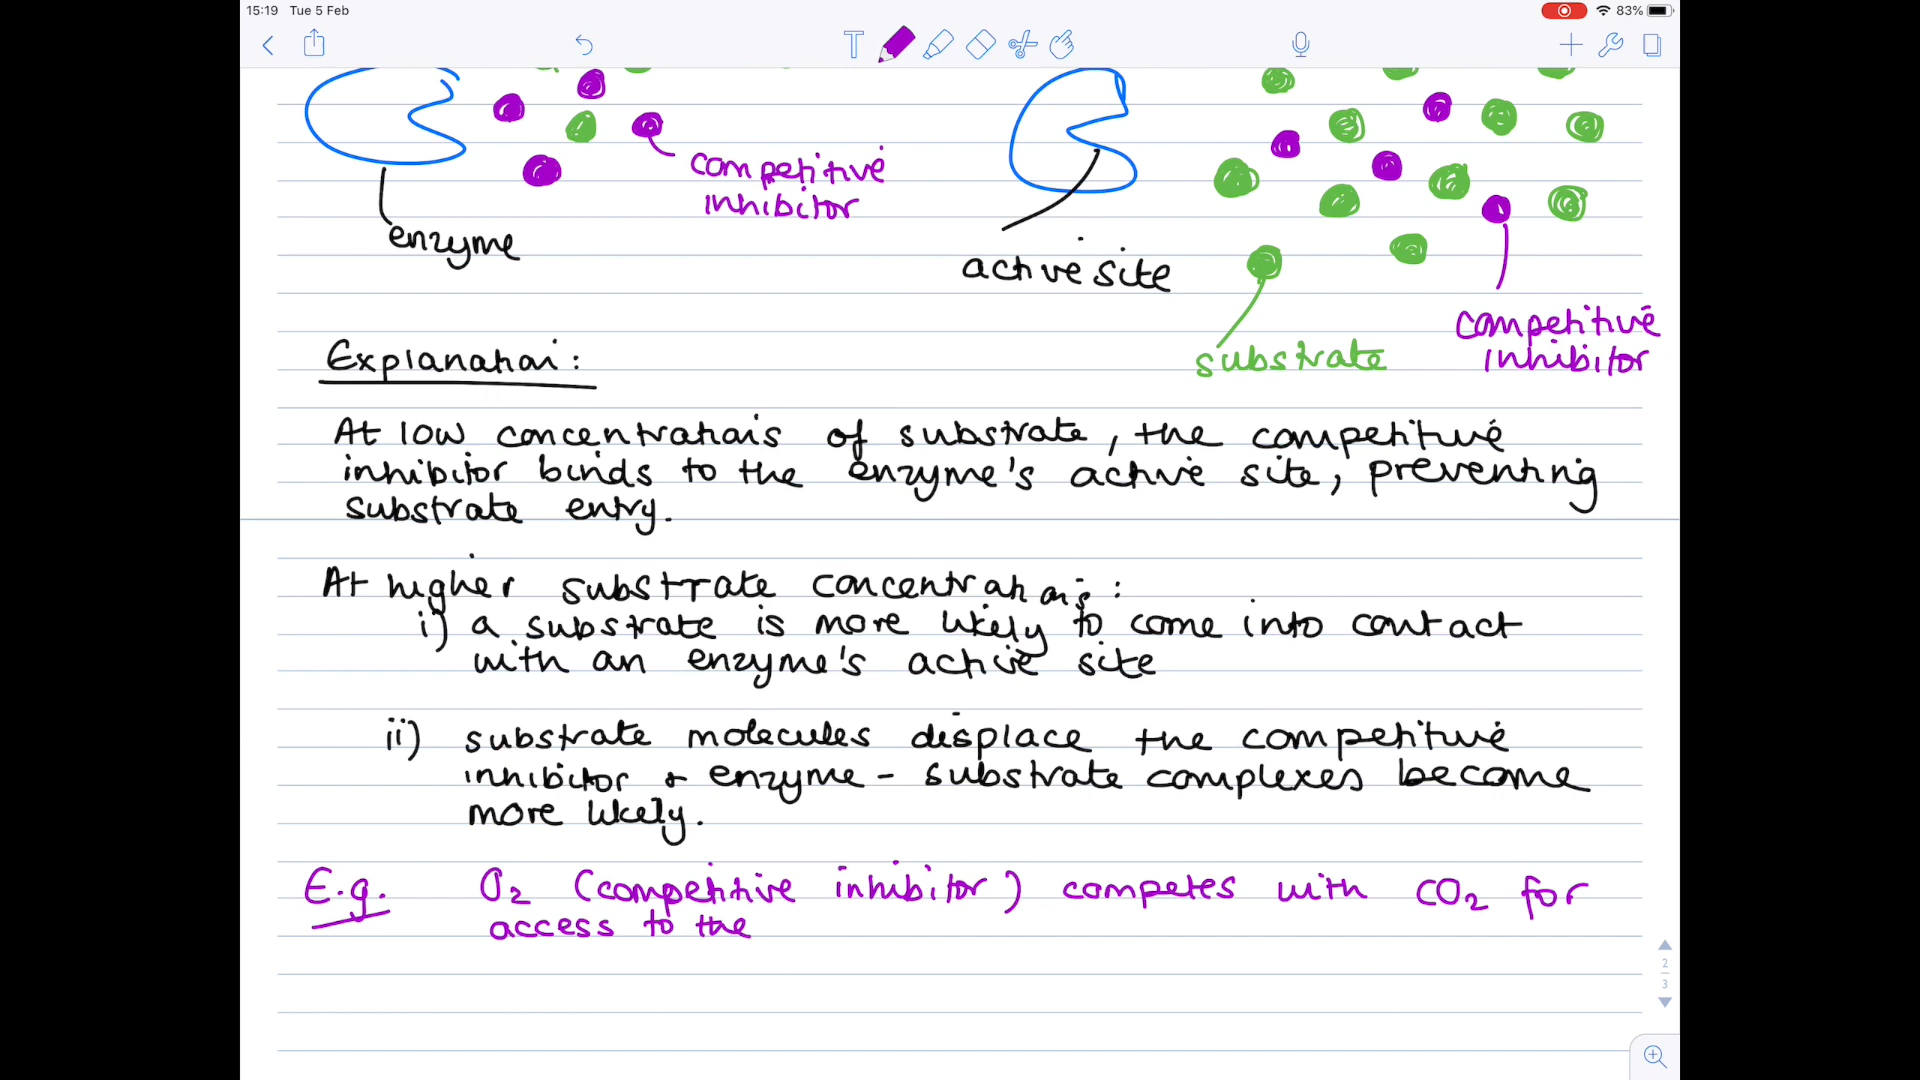 15:19 Tue 5 Feb
83%
T
competitive
inhibitor
enzyme
active site
competitive
inhibitor
substrate
Explanation:
At low concentrations of substrate, the competitive
inhibitor binds to the enzyme's active site, preventing
substrate entry.
At higher substrate concentrations:
i) a substrate is more likely to come into contact
with an enzyme's active site
ii) substrate molecules displace the competitive
inhibitor + enzyme - substrate complexes become
more likely.
E.g. O₂ (competitive inhibitor) competes with CO₂ for
access to the
2
3